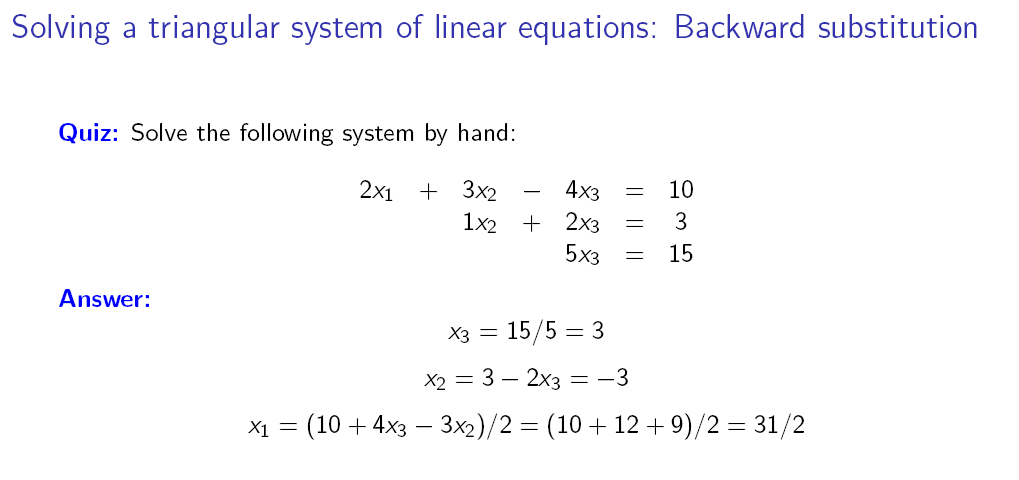 Solving a triangular system of linear equations: Backward substitution
Quiz: Solve the following system by hand:
2x₁ + 3x₂ − 4x₃ = 10
1x₂ + 2x₃ = 3
5x₃ = 15
Answer:
x₃ = 15/5 = 3
x₂ = 3 − 2x₃ = −3
x₁ = (10 + 4x₃ − 3x₂)/2 = (10 + 12 + 9)/2 = 31/2